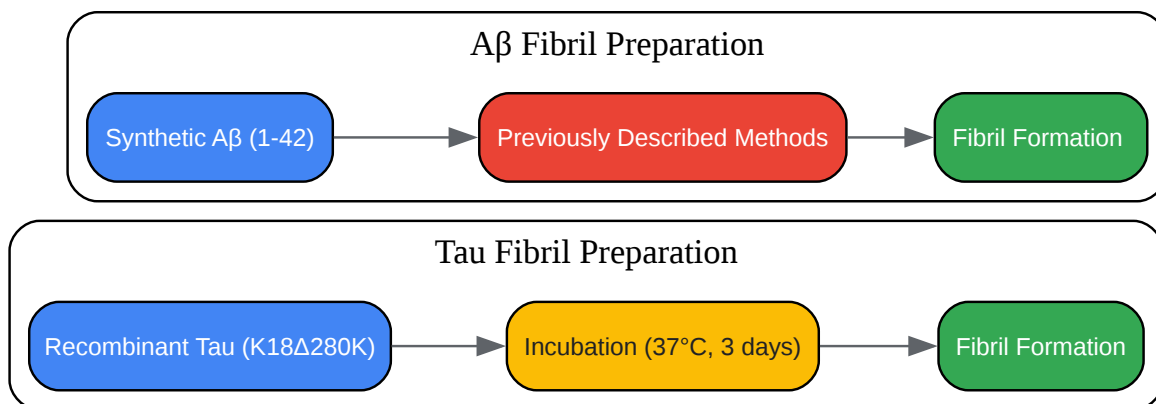 Aβ Fibril Preparation
Synthetic Aβ (1-42)
Previously Described Methods
Fibril Formation
Tau Fibril Preparation
Recombinant Tau (K18Δ280K)
Incubation (37°C, 3 days)
Fibril Formation